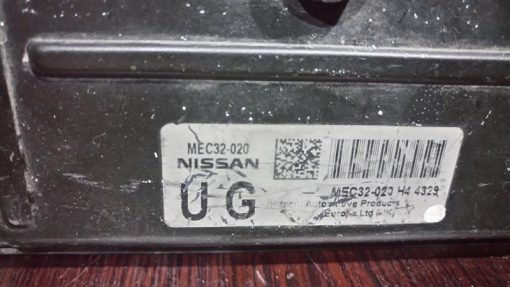 MEC32-020
NISSAN
UG
MEC32-020 H4 4329
Hitachi Automotive Products
(Europe) Ltd (UK)